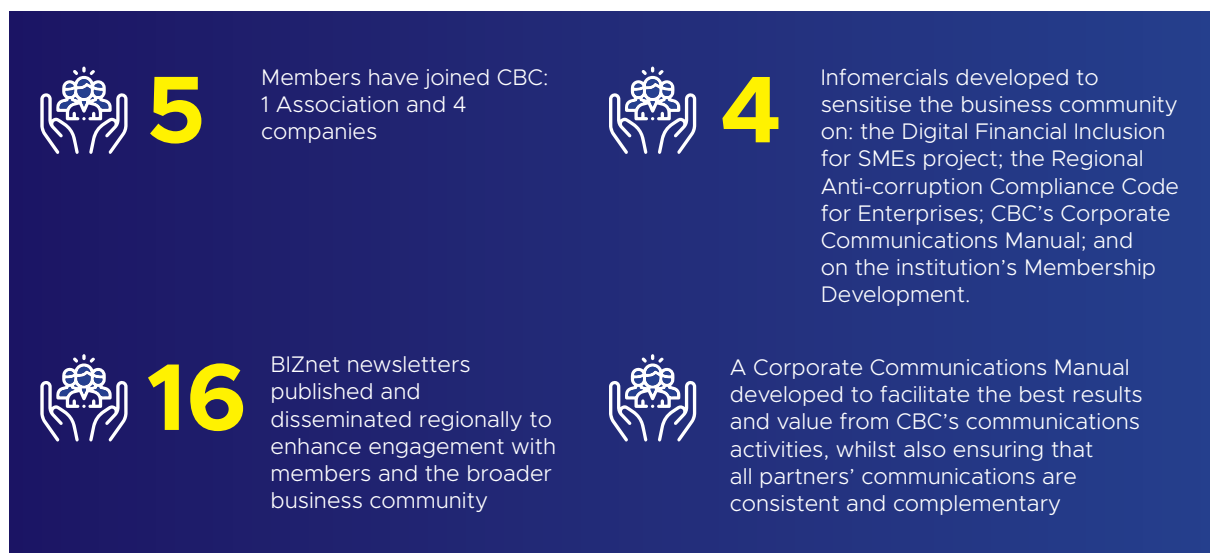 5
Members have joined CBC:
1 Association and 4
companies
4
Infomercials developed to
sensitise the business community
on: the Digital Financial Inclusion
for SMEs project; the Regional
Anti-corruption Compliance Code
for Enterprises; CBC’s Corporate
Communications Manual; and
on the institution’s Membership
Development.
16
BIZnet newsletters
published and
disseminated regionally to
enhance engagement with
members and the broader
business community
A Corporate Communications Manual
developed to facilitate the best results
and value from CBC’s communications
activities, whilst also ensuring that
all partners’ communications are
consistent and complementary